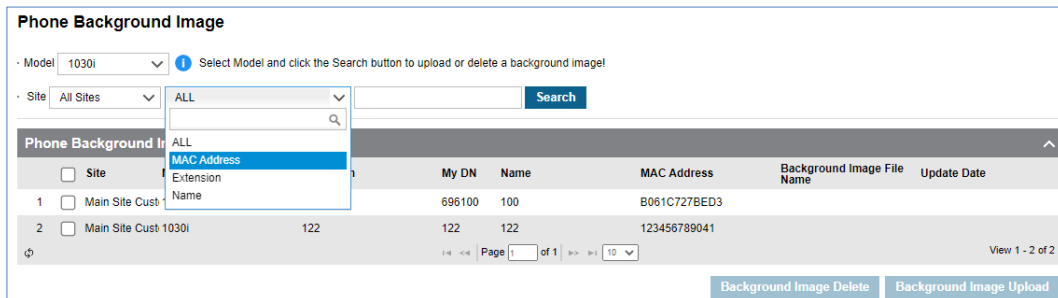 Phone Background Image
· Model 1030i Select Model and click the Search button to upload or delete a background image!
· Site All Sites ALL Search
ALL
MAC Address
Extension
Name
Phone Background I
Site My DN Name MAC Address Background Image File Name Update Date
1 Main Site Cust 696100 100 B061C727BED3
2 Main Site Cust 1030i 122 122 122 123456789041
Page 1 of 1 10 View 1 - 2 of 2
Background Image Delete Background Image Upload